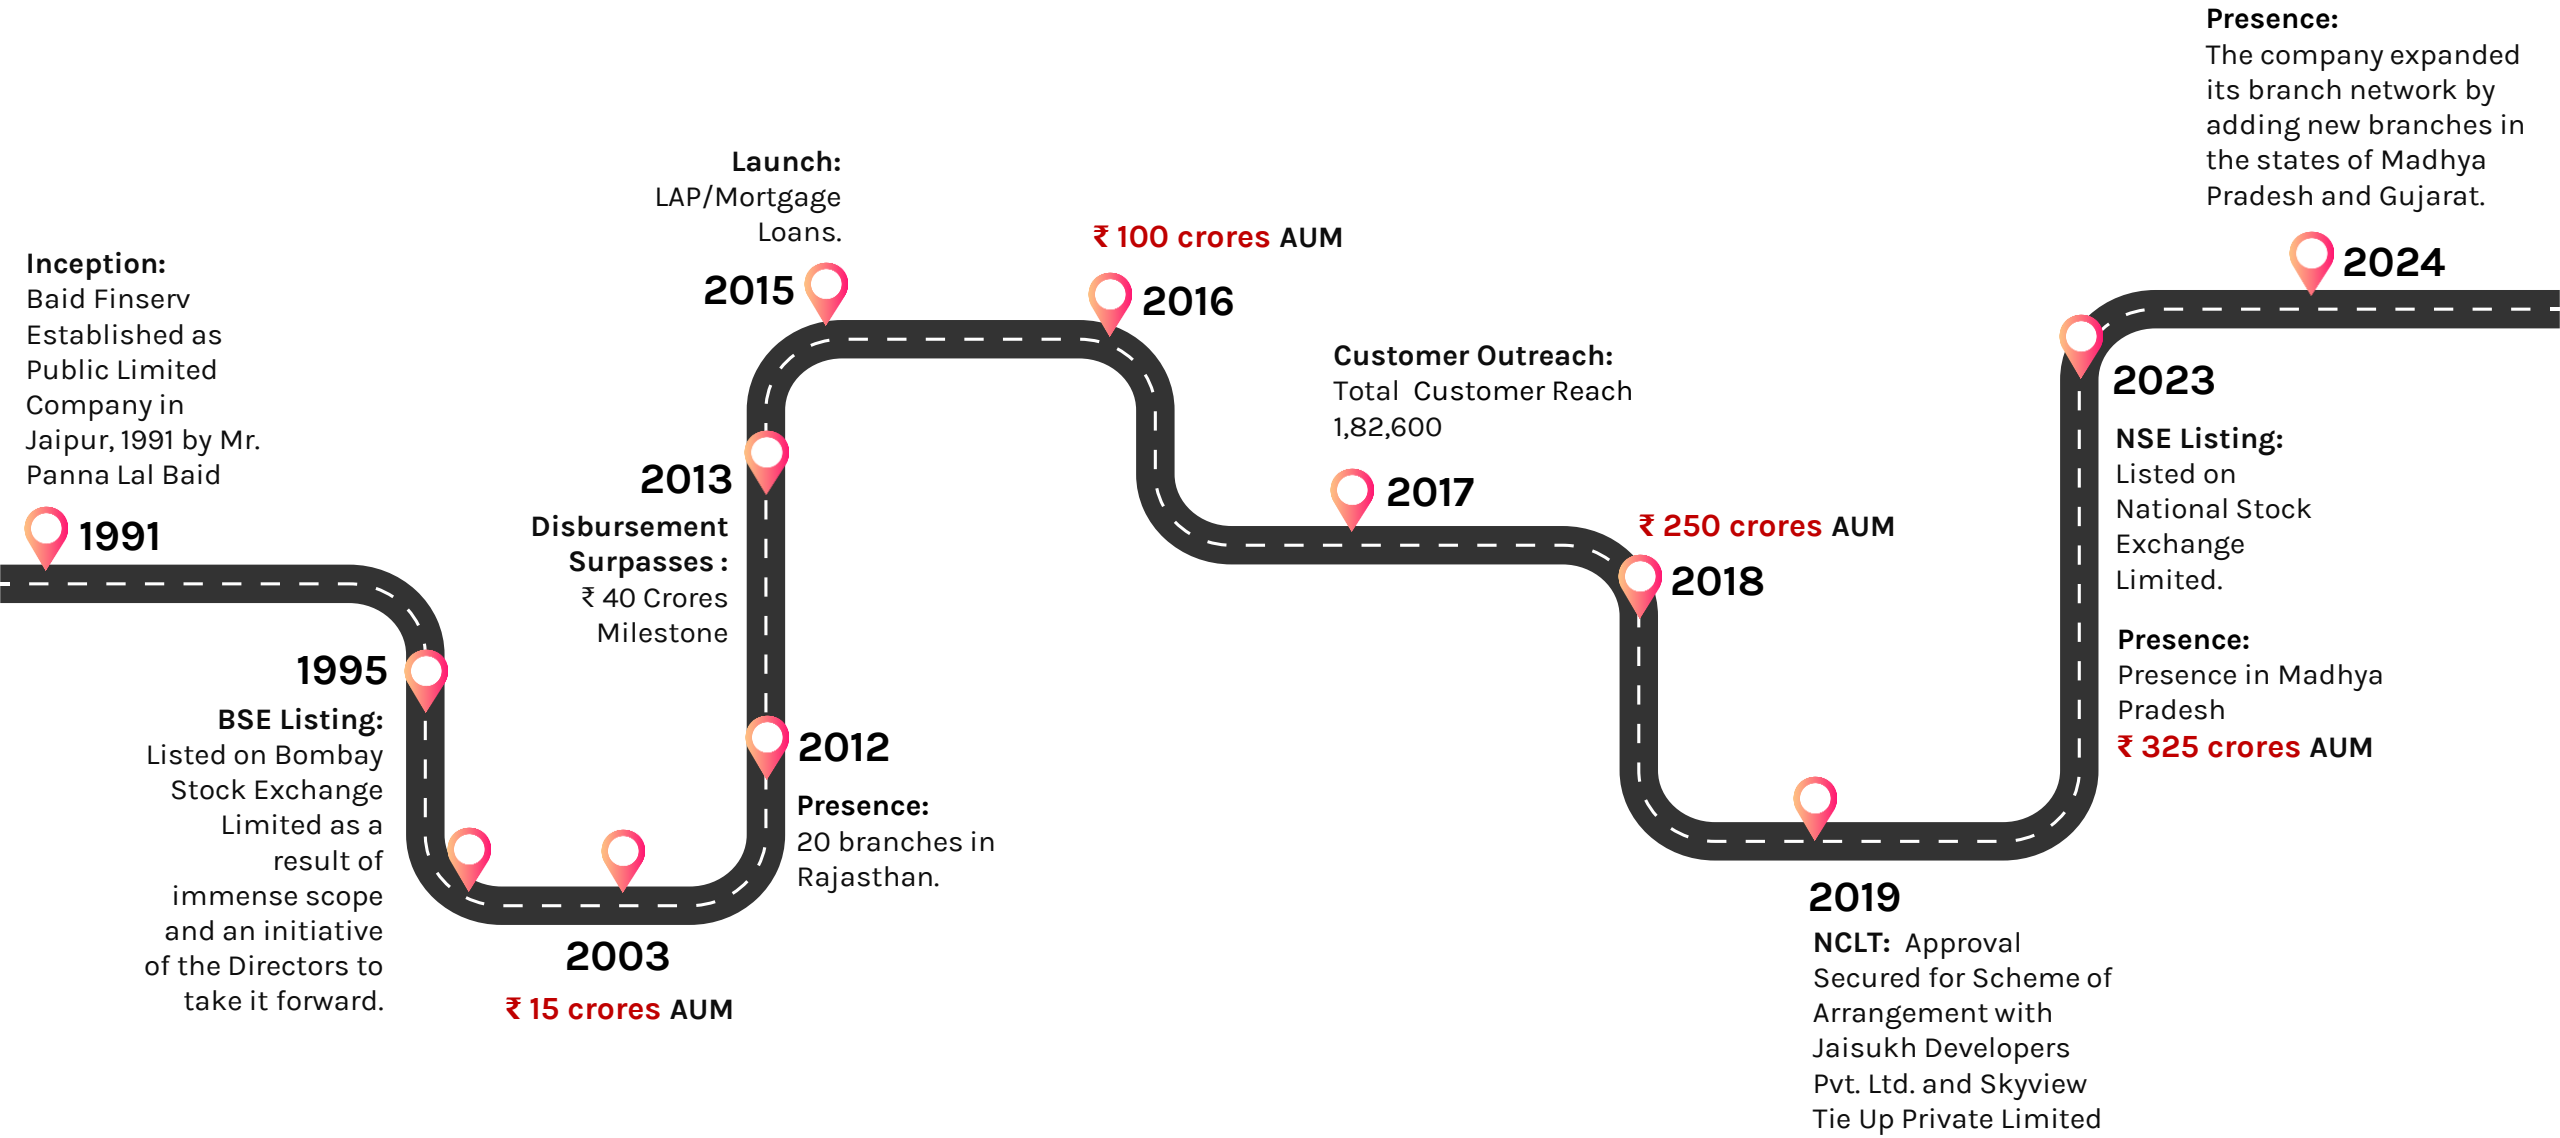 Inception:
Baid Finserv
Established as
Public Limited
Company in
Jaipur, 1991 by Mr.
Panna Lal Baid
1991
1995
BSE Listing:
Listed on Bombay
Stock Exchange
Limited as a
result of
immense scope
and an initiative
of the Directors to
take it forward.
2003
₹ 15 crores AUM
2012
Presence:
20 branches in
Rajasthan.
2013
Disbursement
Surpasses :
₹ 40 Crores
Milestone
Launch:
LAP/Mortgage
Loans.
2015
₹ 100 crores AUM
2016
Customer Outreach:
Total  Customer Reach
1,82,600
2017
₹ 250 crores AUM
2018
2019
NCLT:  Approval
Secured for Scheme of
Arrangement with
Jaisukh Developers
Pvt. Ltd. and Skyview
Tie Up Private Limited
2023
NSE Listing:
Listed on
National Stock
Exchange
Limited.
Presence:
Presence in Madhya
Pradesh
₹ 325 crores AUM
Presence:
The company expanded
its branch network by
adding new branches in
the states of Madhya
Pradesh and Gujarat.
2024